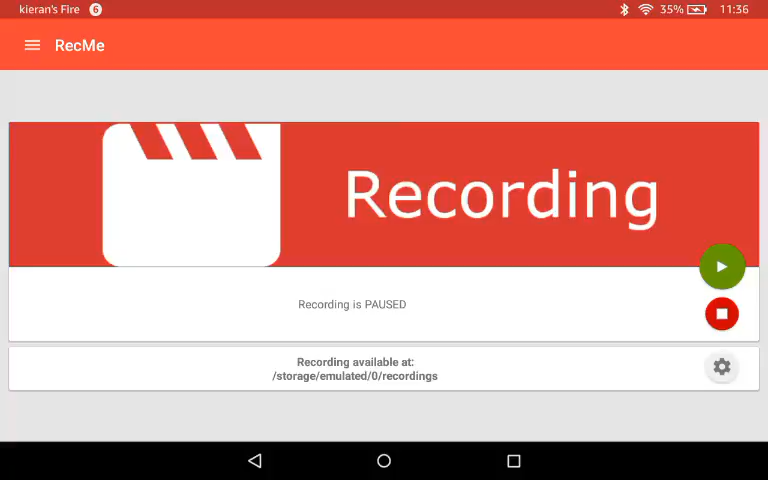 kieran's Fire 6 35% 11:36
RecMe
Recording
Recording is PAUSED
Recording available at:
/storage/emulated/0/recordings